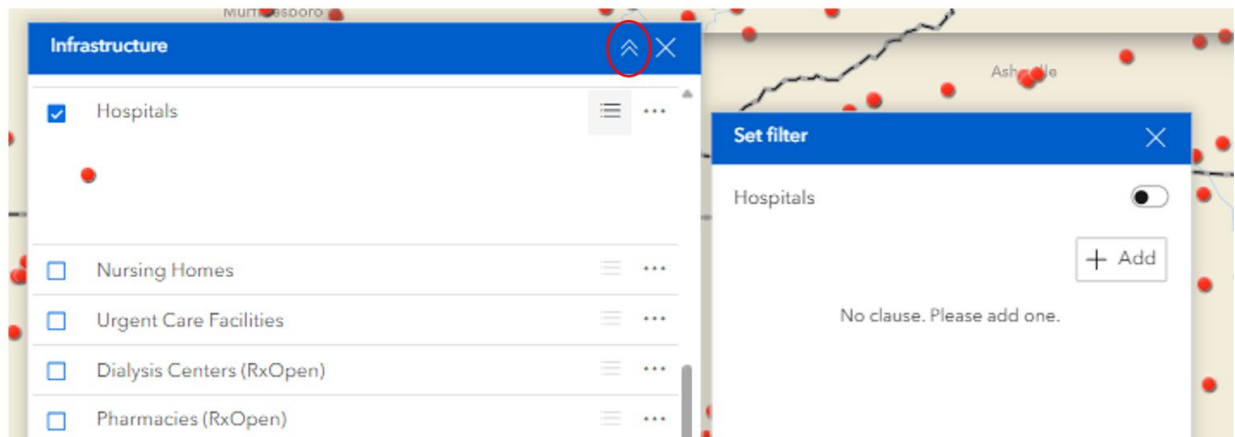 Infrastructure
Hospitals
Nursing Homes
Urgent Care Facilities
Dialysis Centers (RxOpen)
Pharmacies (RxOpen)
Set filter
Hospitals
+ Add
No clause. Please add one.